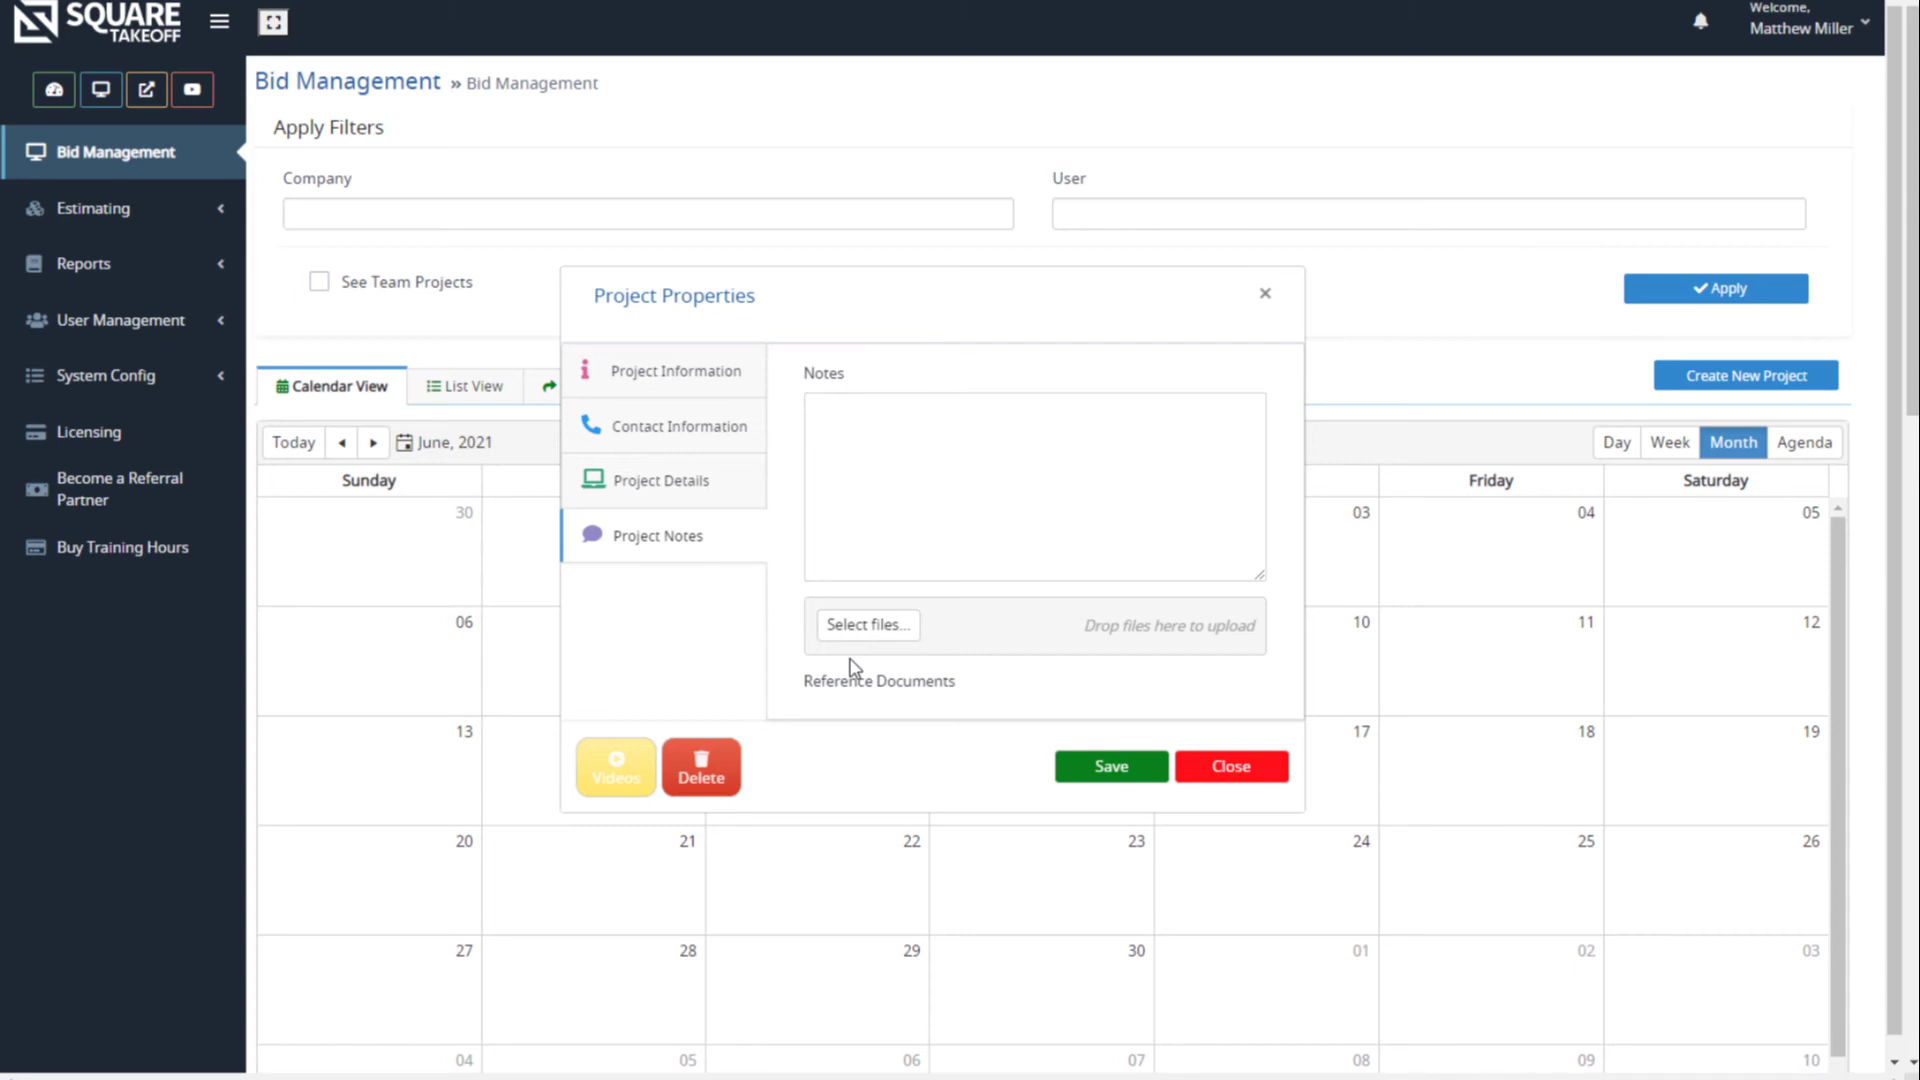 SQUARE
TAKEOFF
Welcome,
Matthew Miller
Bid Management » Bid Management
Apply Filters
Company
User
See Team Projects
Apply
Bid Management
Estimating
Reports
User Management
System Config
Licensing
Become a Referral
Partner
Buy Training Hours
Calendar View
List View
Create New Project
Today
June, 2021
Day
Week
Month
Agenda
Sunday
Friday
Saturday
30
03
04
05
06
10
11
12
13
17
18
19
20
21
22
23
24
25
26
27
28
29
30
01
02
03
04
05
06
07
08
09
10
Project Properties
×
Project Information
Contact Information
Project Details
Project Notes
Notes
Select files...
Drop files here to upload
Reference Documents
Videos
Delete
Save
Close